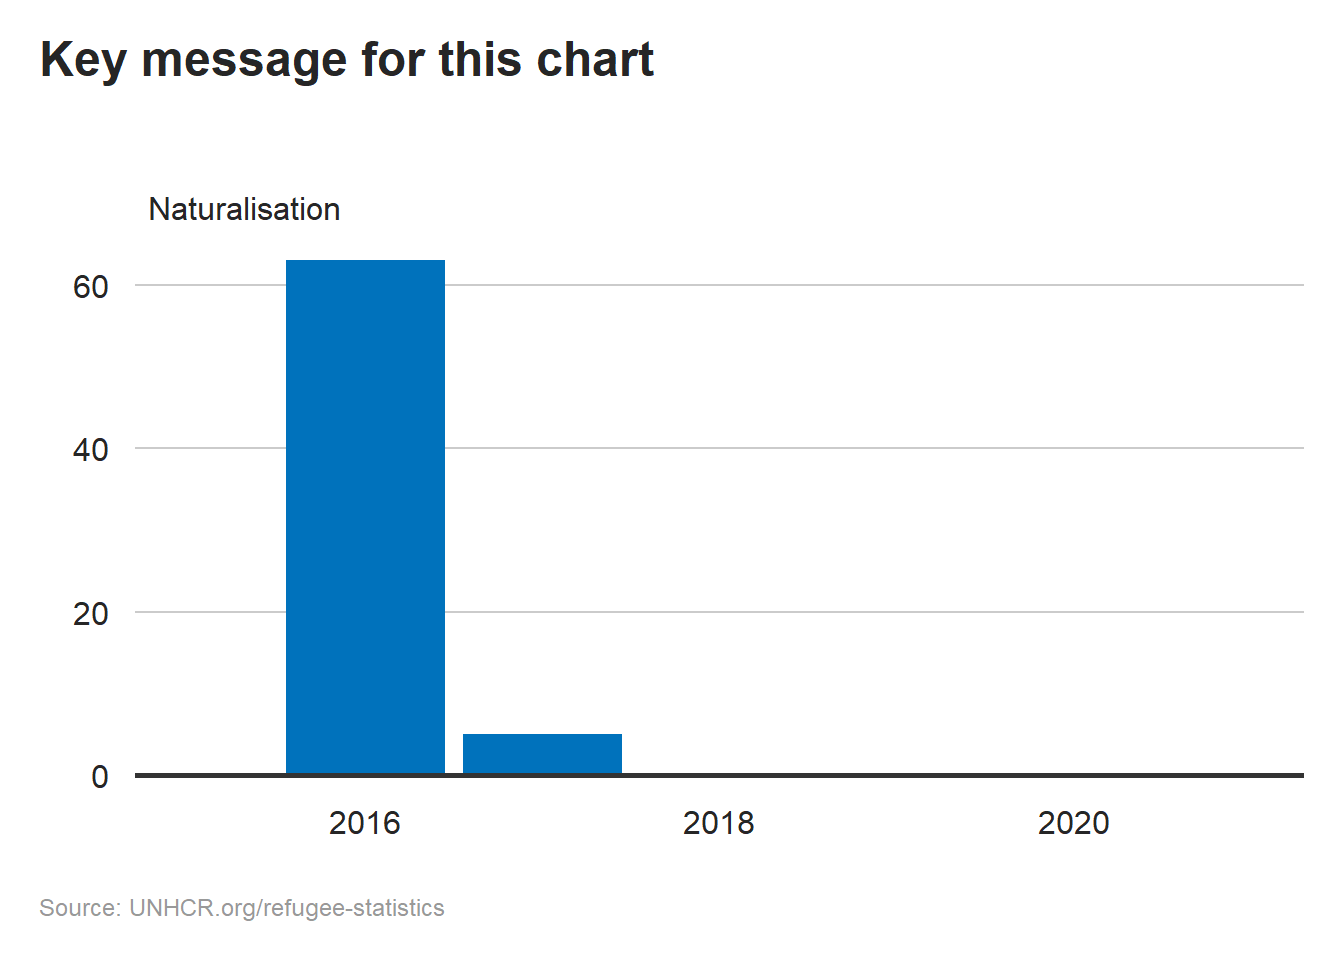 Key message for this chart
Naturalisation
60
40
20
0
2016 2018 2020
Source: UNHCR.org/refugee-statistics